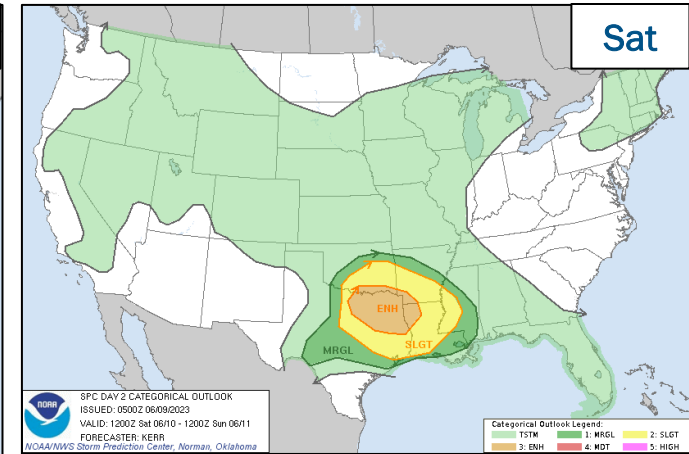 Sat
ENH
SLGT
MRGL
NOAA
SPC DAY 2 CATEGORICAL OUTLOOK
ISSUED: 0500Z 06/09/2023
VALID: 1200Z Sat 06/10 - 1200Z Sun 06/11
FORECASTER: KERR
NOAA/NWS Storm Prediction Center, Norman, Oklahoma
Categorical Outlook Legend:
TSTM 1: MRGL 2: SLGT
3: ENH 4: MDT 5: HIGH